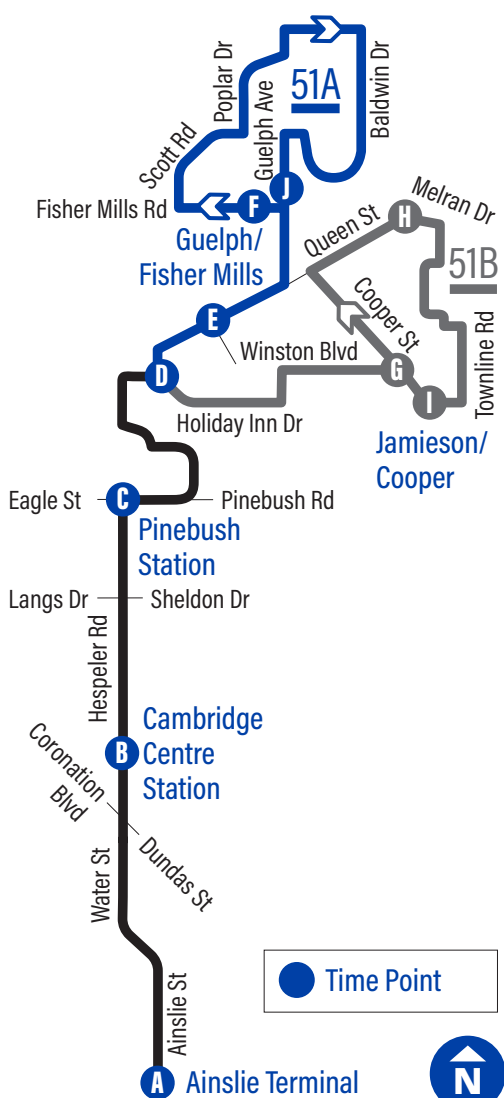 51A
Poplar Dr
Guelph Ave
Baldwin Dr
Scott Rd
J
F
Fisher Mills Rd
Guelph/
Fisher Mills
Queen St
H
Melran Dr
51B
Cooper St
Townline Rd
E
Winston Blvd
D
G
I
Holiday Inn Dr
Jamieson/
Cooper
Eagle St
C
Pinebush Rd
Pinebush
Station
Langs Dr
Sheldon Dr
Hespeler Rd
B
Cambridge
Centre
Station
Coronation
Blvd
Dundas St
Water St
Ainslie St
Time Point
A
Ainslie Terminal
N